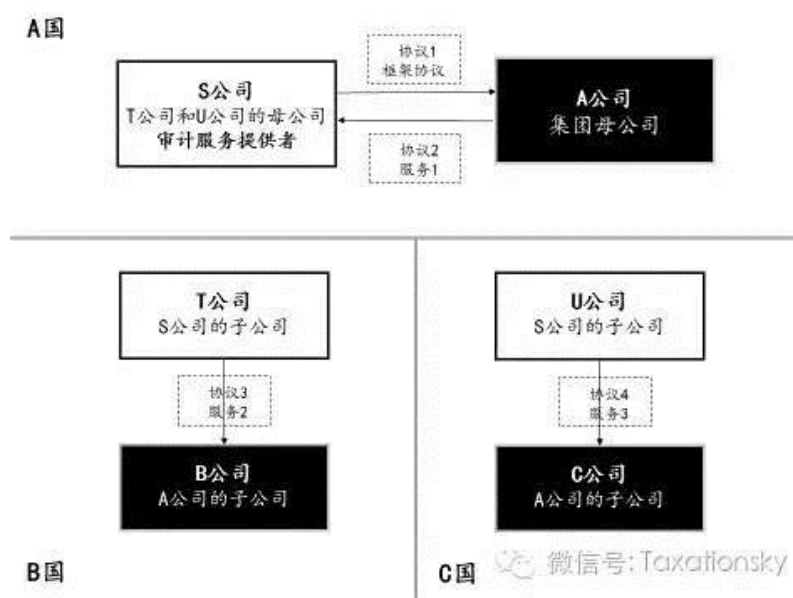 A国
协议1
框架协议
S公司
T公司和U公司的母公司
审计服务提供者
A公司
集团母公司
协议2
服务1
T公司
S公司的子公司
U公司
S公司的子公司
协议3
服务2
协议4
服务3
B公司
A公司的子公司
C公司
A公司的子公司
B国
C国
微信号: Taxationsky